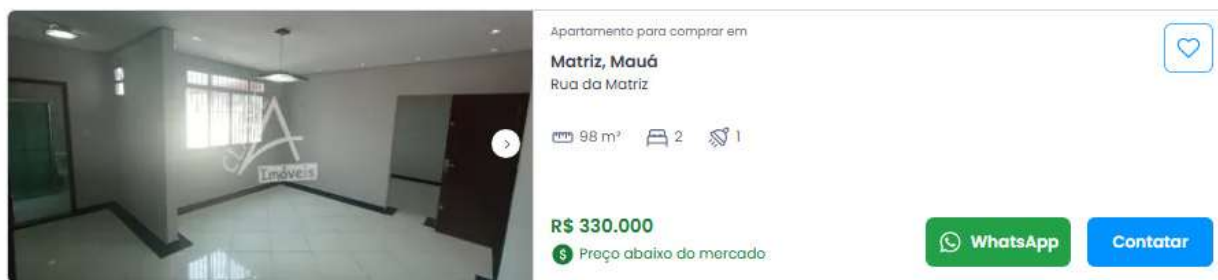 Apartamento para comprar em
Matriz, Mauá
Rua da Matriz
98 m² 2 1
A
Imóveis
R$ 330.000
$ Preço abaixo do mercado
WhatsApp
Contatar